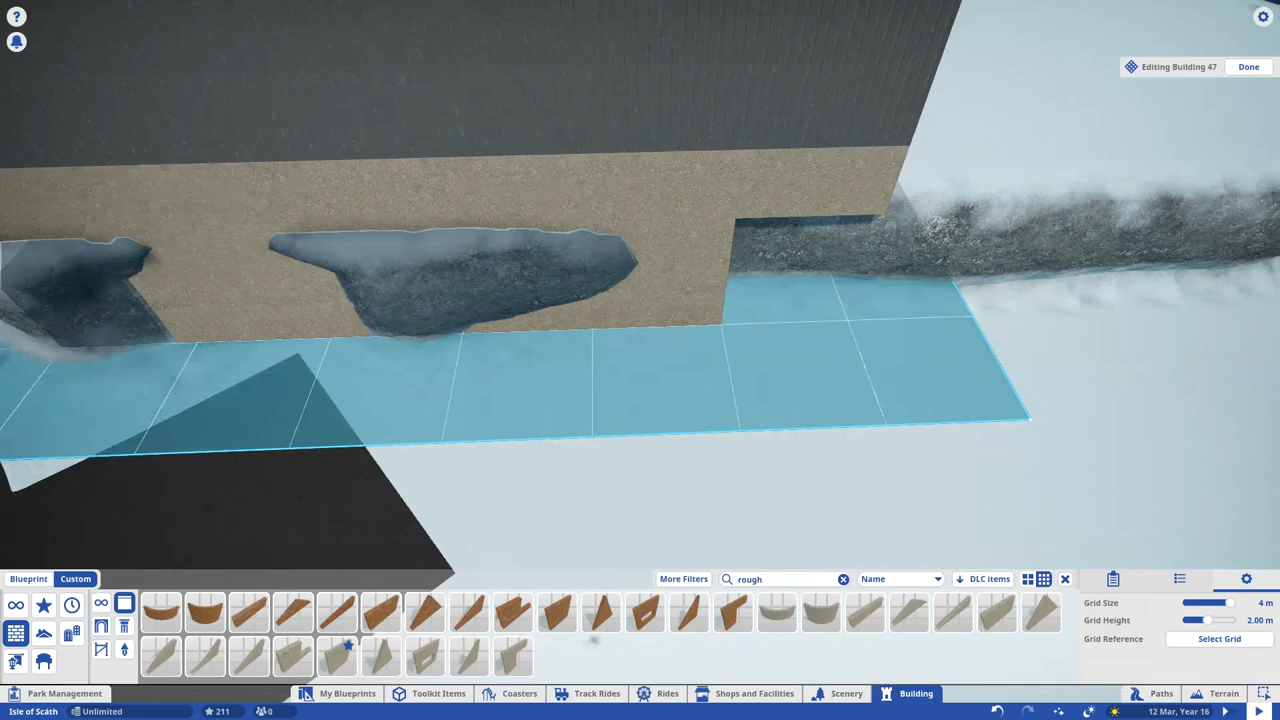 Editing Building 47
Done
Blueprint
Custom
More Filters
rough
Name
DLC items
Grid Size
4 m
Grid Height
2.00 m
Grid Reference
Select Grid
Park Management
My Blueprints
Toolkit Items
Coasters
Track Rides
Rides
Shops and Facilities
Scenery
Building
Paths
Terrain
Isle of Scáth
Unlimited
211
0
12 Mar, Year 16